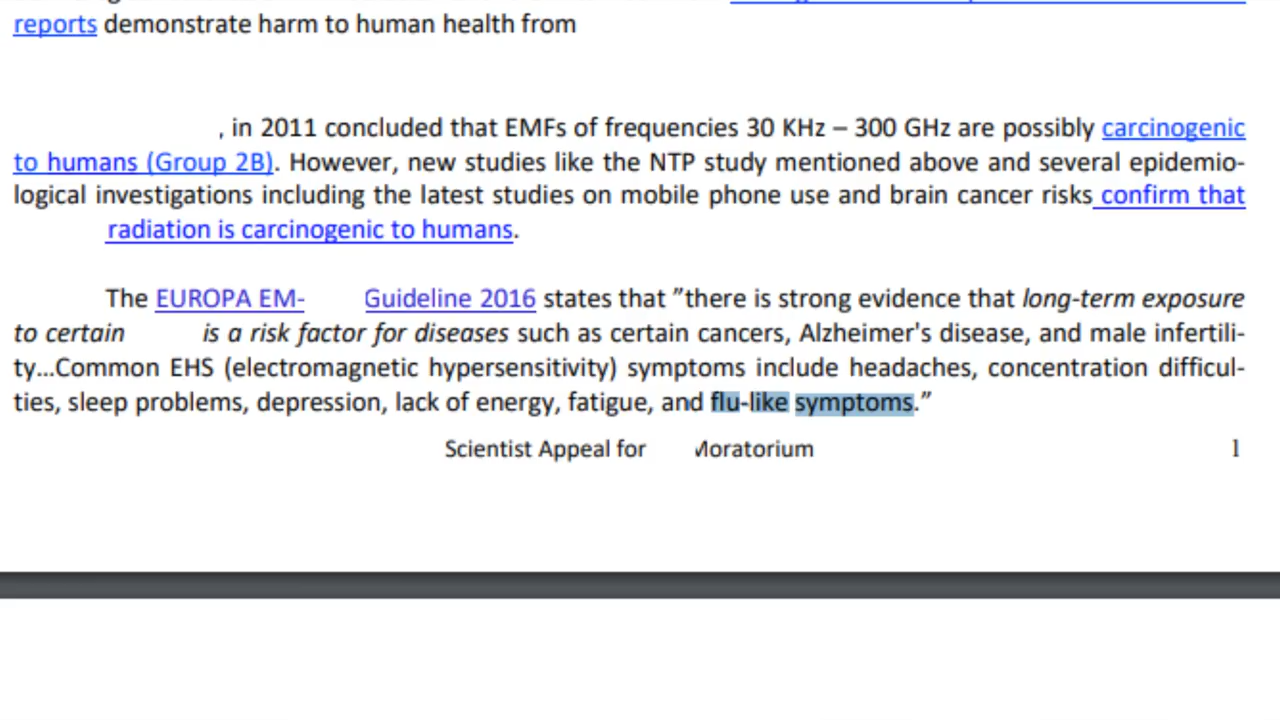 reports demonstrate harm to human health from
, in 2011 concluded that EMFs of frequencies 30 KHz – 300 GHz are possibly carcinogenic
to humans (Group 2B). However, new studies like the NTP study mentioned above and several epidemio-
logical investigations including the latest studies on mobile phone use and brain cancer risks confirm that
radiation is carcinogenic to humans.
The EUROPA EM- Guideline 2016 states that ”there is strong evidence that long-term exposure
to certain is a risk factor for diseases such as certain cancers, Alzheimer's disease, and male infertili-
ty…Common EHS (electromagnetic hypersensitivity) symptoms include headaches, concentration difficul-
ties, sleep problems, depression, lack of energy, fatigue, and flu-like symptoms.”
Scientist Appeal for Moratorium 1